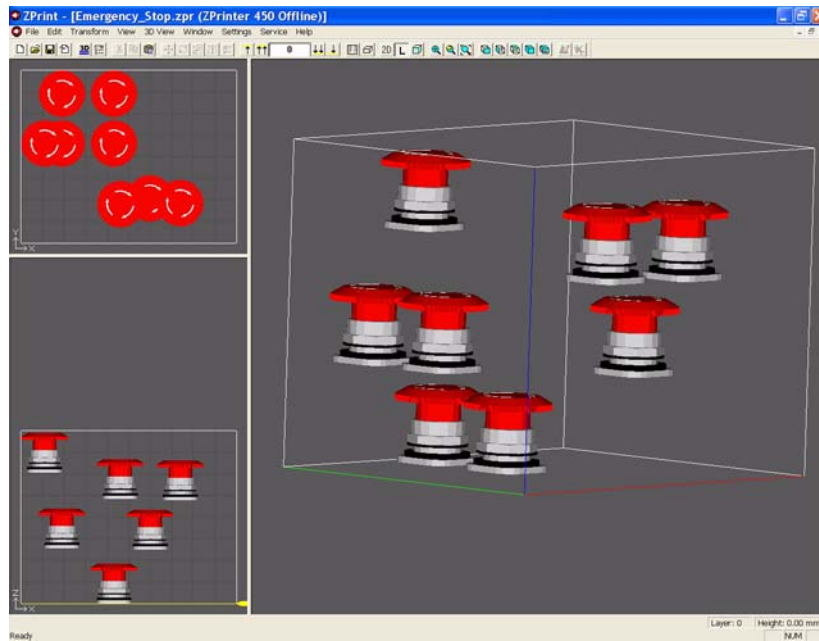 ZPrint - [Emergency_Stop.zpr (ZPrinter 450 Offline)]
File Edit Transform View 3D View Window Settings Service Help
0 2D L
Y
X
Z
X
Layer: 0 Height: 0.00 mm
Ready NUM